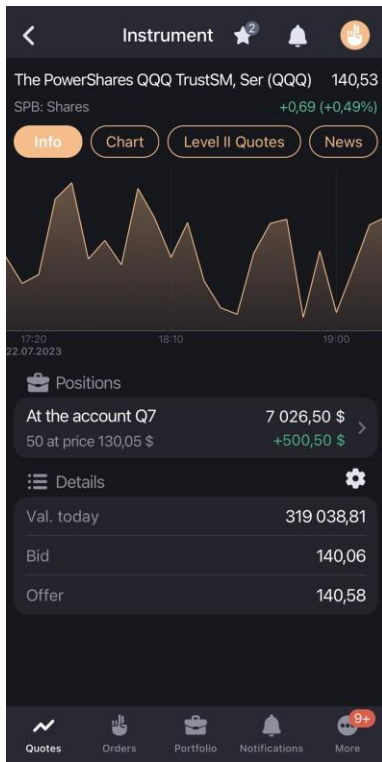 Instrument
2
The PowerShares QQQ TrustSM, Ser (QQQ) 140,53
SPB: Shares +0,69 (+0,49%)
Info Chart Level II Quotes News
17:20 18:10 19:00
22.07.2023
Positions
At the account Q7 7 026,50 $
50 at price 130,05 $ +500,50 $
Details
Val. today 319 038,81
Bid 140,06
Offer 140,58
9+
Quotes Orders Portfolio Notifications More